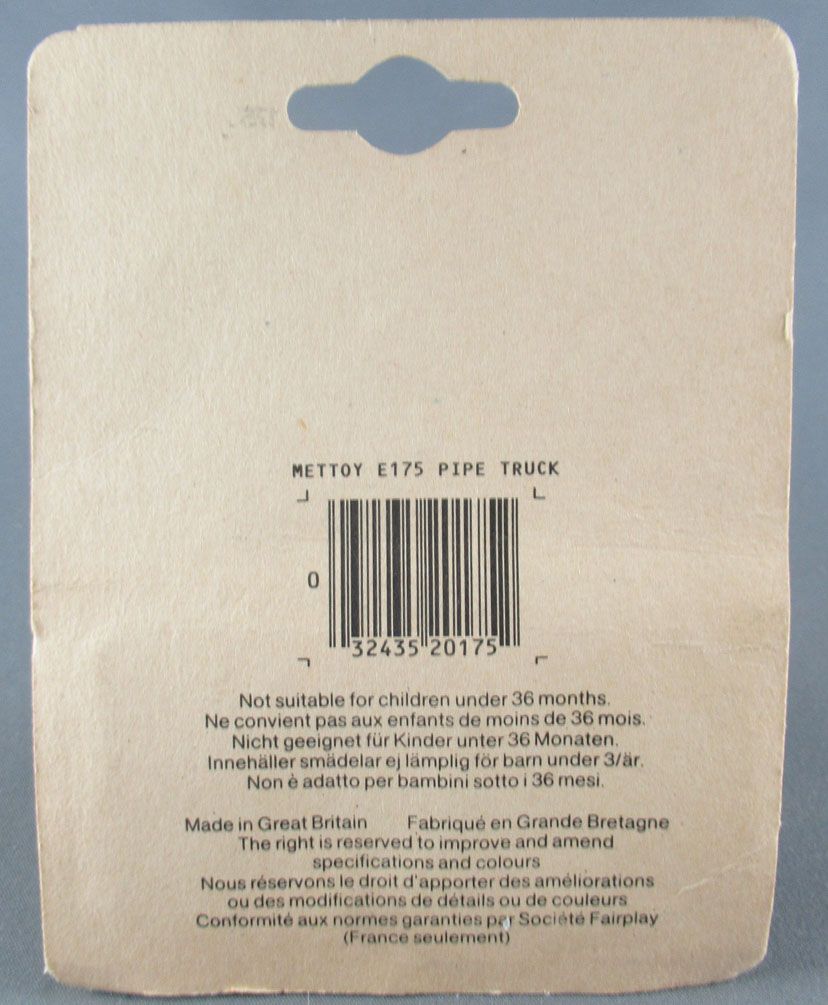 175
METTOY E175 PIPE TRUCK
0
32435 20175
Not suitable for children under 36 months.
Ne convient pas aux enfants de moins de 36 mois.
Nicht geeignet für Kinder unter 36 Monaten.
Innehäller smädelar ej lämplig för barn under 3/är.
Non è adatto per bambini sotto i 36 mesi.
Made in Great Britain Fabriqué en Grande Bretagne
The right is reserved to improve and amend
specifications and colours
Nous réservons le droit d'apporter des améliorations
ou des modifications de détails ou de couleurs
Conformité aux normes garanties par Société Fairplay
(France seulement)